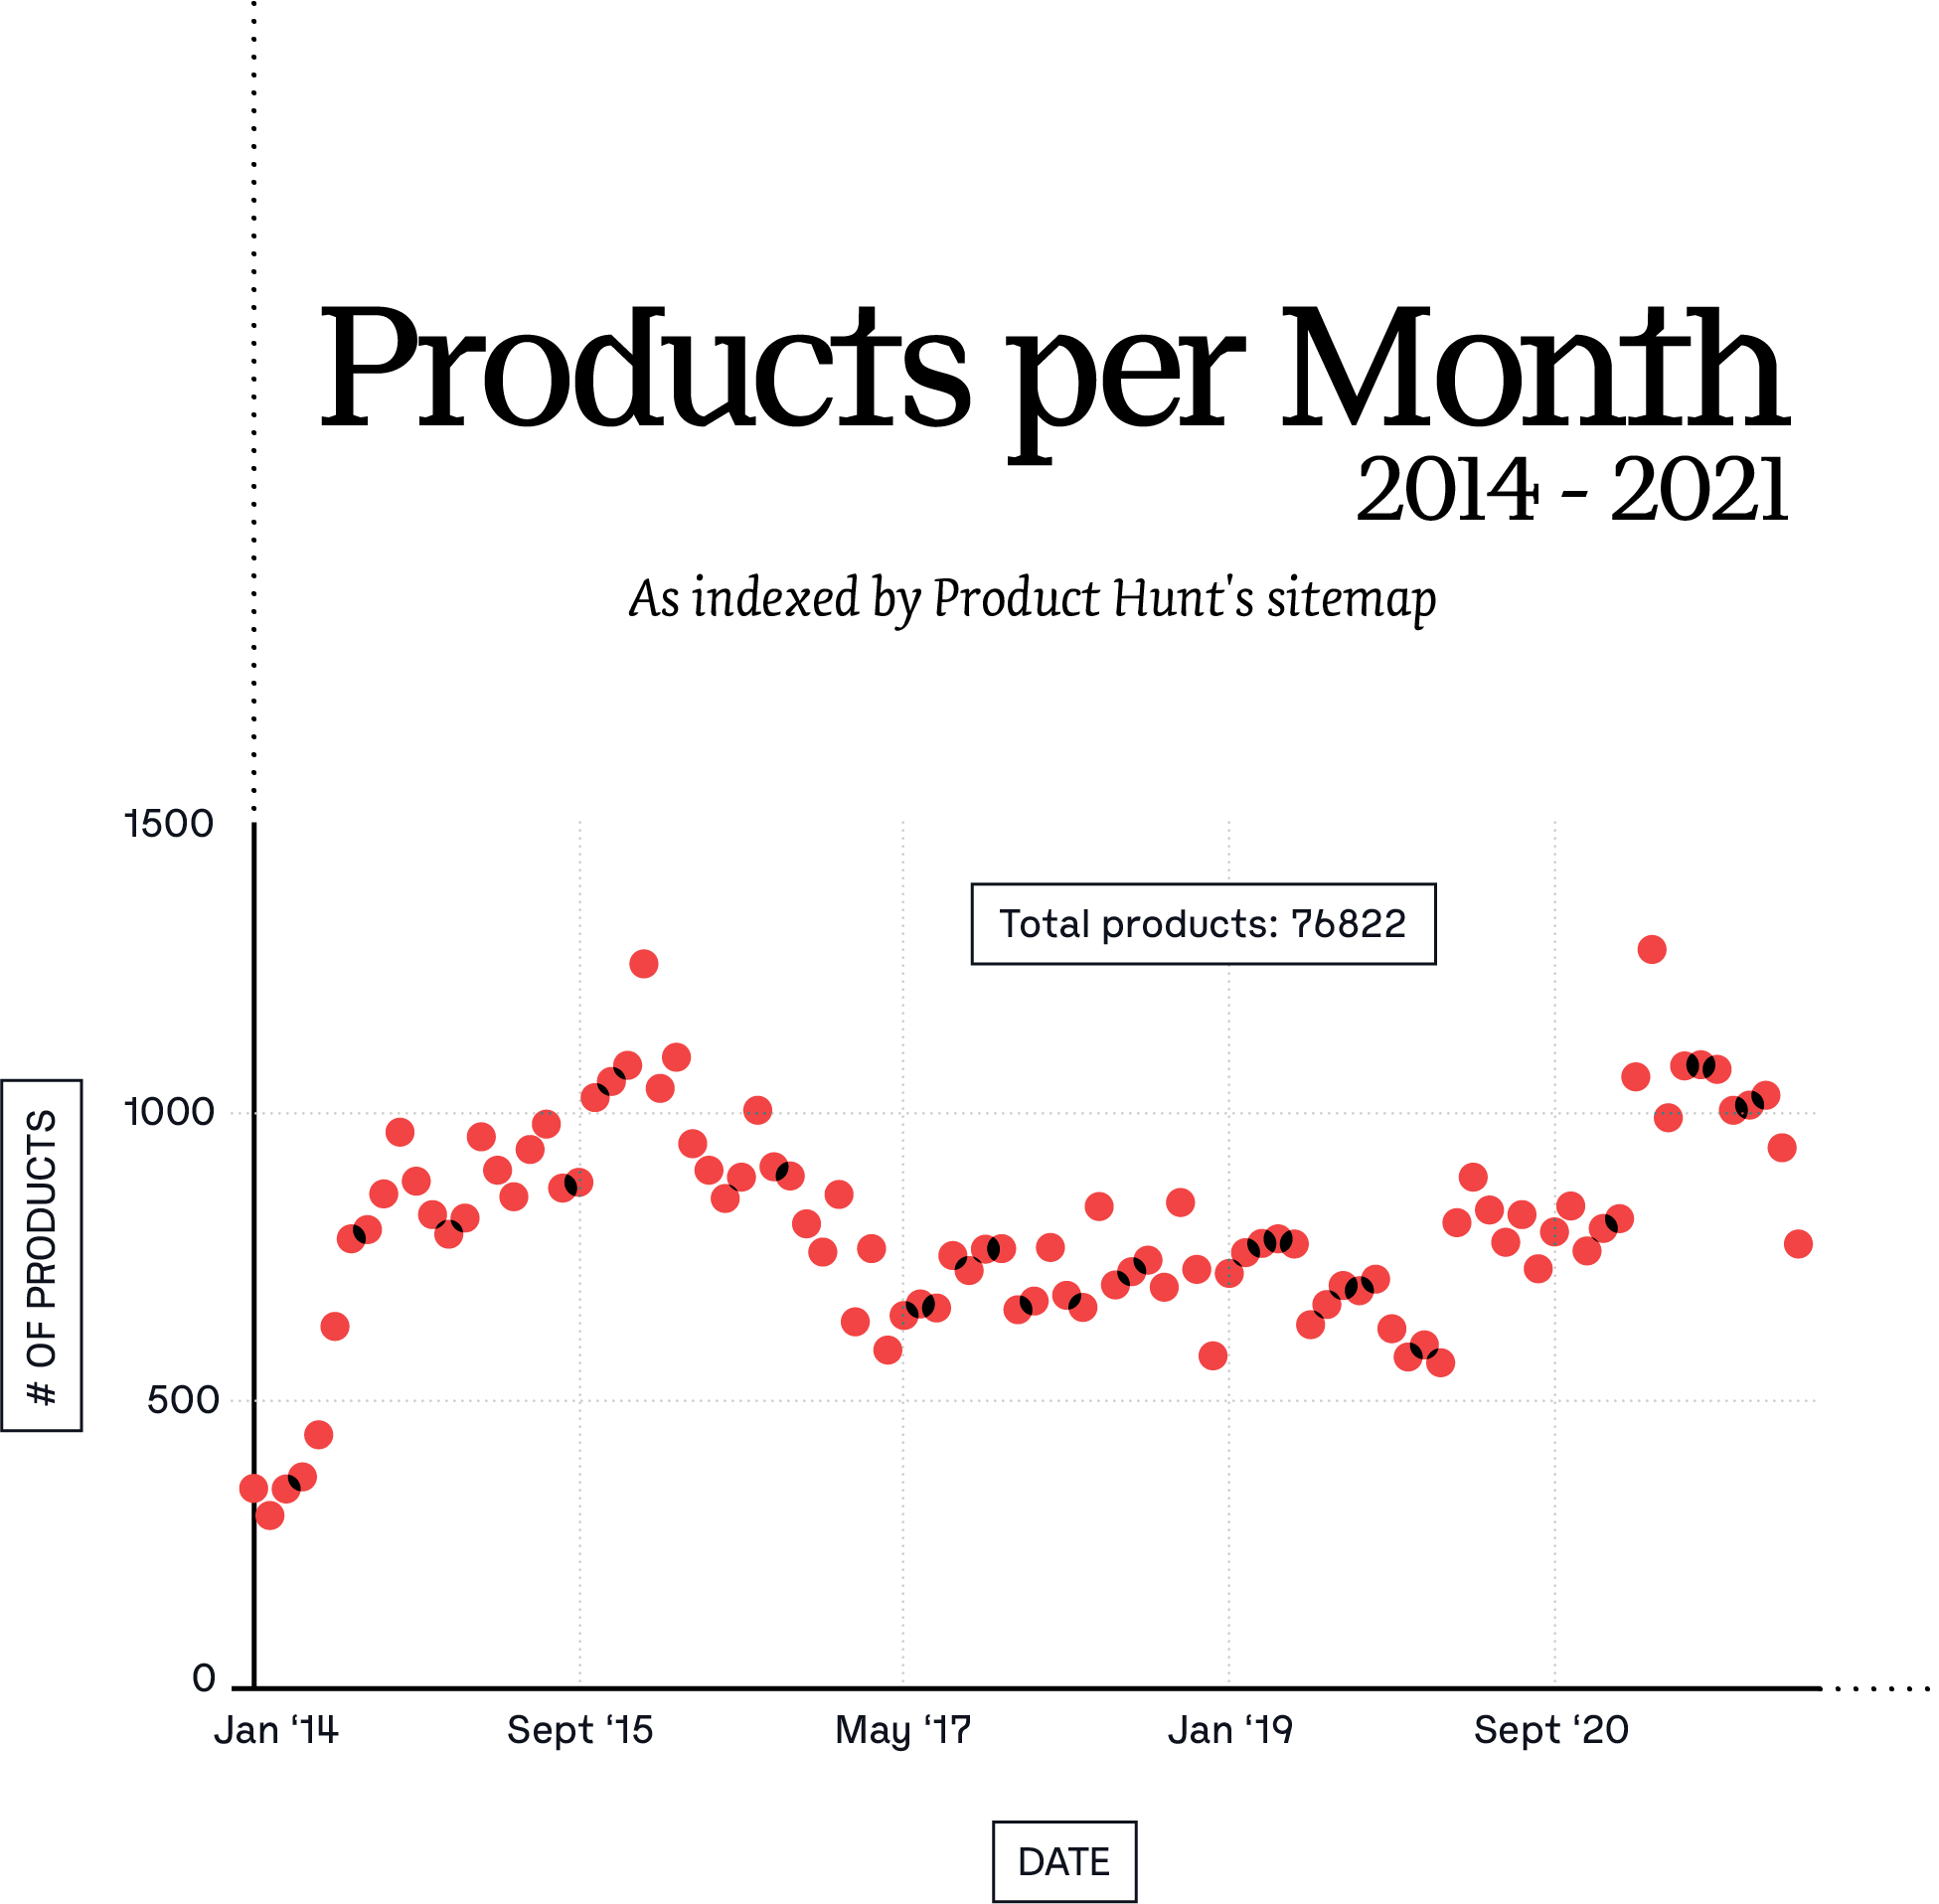 Products per Month
2014 - 2021
As indexed by Product Hunt's sitemap
1500
Total products: 76822
1000
# OF PRODUCTS
500
0
Jan ‘14
Sept ‘15
May ‘17
Jan ‘19
Sept ‘20
DATE